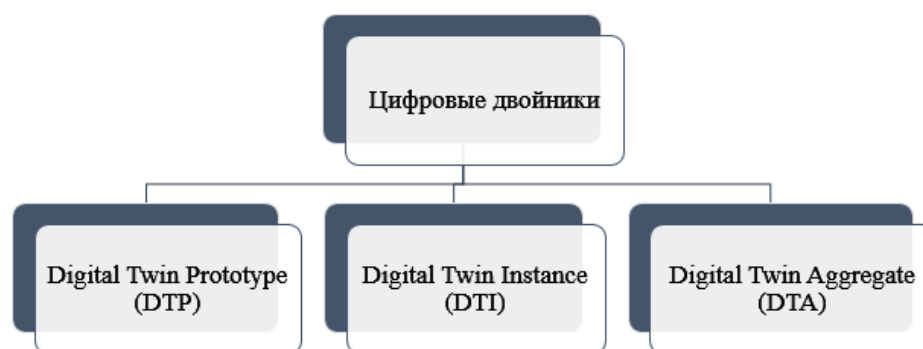 Цифровые двойники
Digital Twin Prototype
(DTP)
Digital Twin Instance
(DTI)
Digital Twin Aggregate
(DTA)